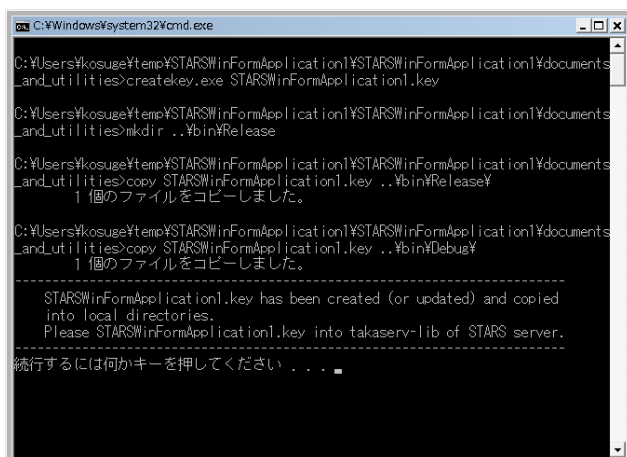 C:¥Windows¥system32¥cmd.exe
C:¥Users¥kosuge¥temp¥STARSWinFormApplication1¥STARSWinFormApplication1¥documents
_and_utilities>createkey.exe STARSWinFormApplication1.key
C:¥Users¥kosuge¥temp¥STARSWinFormApplication1¥STARSWinFormApplication1¥documents
_and_utilities>mkdir ..¥bin¥Release
C:¥Users¥kosuge¥temp¥STARSWinFormApplication1¥STARSWinFormApplication1¥documents
_and_utilities>copy STARSWinFormApplication1.key ..¥bin¥Release¥
1 個のファイルをコピーしました。
C:¥Users¥kosuge¥temp¥STARSWinFormApplication1¥STARSWinFormApplication1¥documents
_and_utilities>copy STARSWinFormApplication1.key ..¥bin¥Debug¥
1 個のファイルをコピーしました。
-----------------------------------------------------------------------
STARSWinFormApplication1.key has been created (or updated) and copied
into local directories.
Please STARSWinFormApplication1.key into takaserv-lib of STARS server.
-----------------------------------------------------------------------
続行するには何かキーを押してください . . .